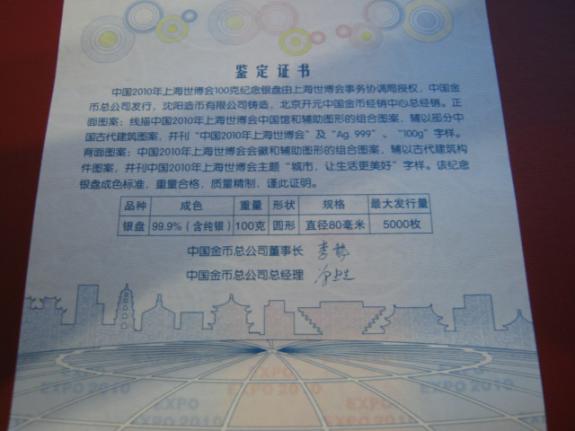 鉴定证书
中国2010年上海世博会100克纪念银盘由上海世博会事务协调局授权，中国金
币总公司发行，沈阳造币有限公司铸造，北京开元中国金币经销中心总经销。正
面图案：线描中国2010年上海世博会中国馆和辅助图形的组合图案，辅以部分中
国古代建筑图案，并刊“中国2010年上海世博会”及“Ag 999”、“100g”字样。
背面图案：中国2010年上海世博会会徽和辅助图形的组合图案，辅以古代建筑构
件图案，并刊中国2010年上海世博会主题“城市，让生活更美好”字样。该纪念
银盘成色标准，重量合格，质量精制，谨此证明。
品种 成色 重量 形状 规格 最大发行量
银盘 99.9%（含纯银） 100克 圆形 直径80毫米 5000枚
中国金币总公司董事长
中国金币总公司总经理
EXPO EXPO
EXPO 2010 EXPO 2010 EXPO 2010
EXPO EXPO
2010 2010